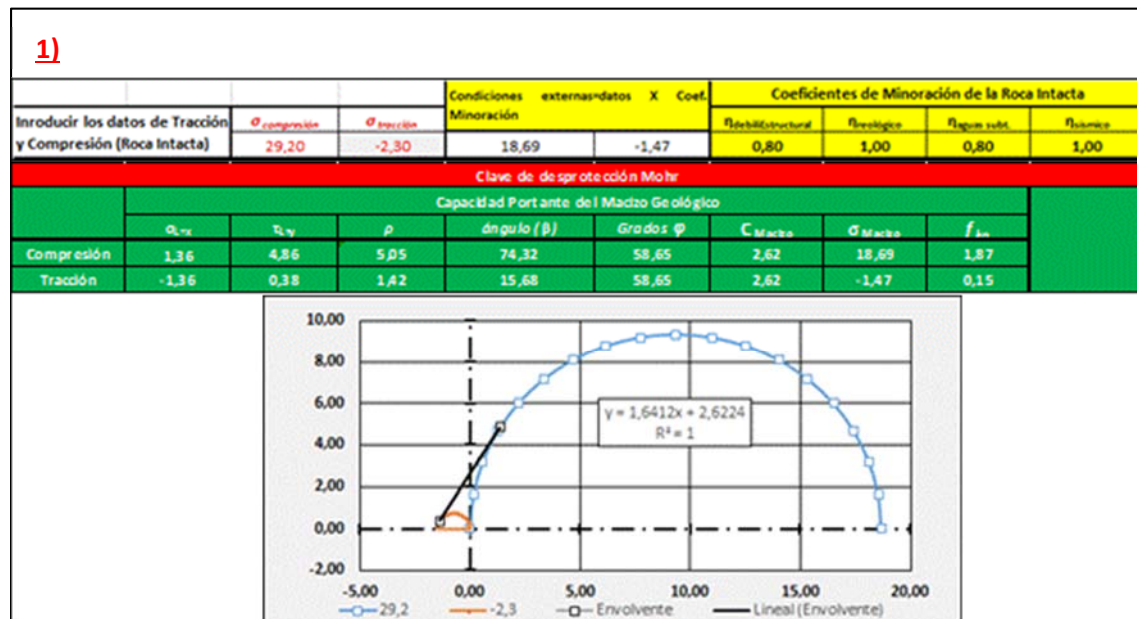 1)
Condiciones externas=datos X Coef. Minoración
Coeficientes de Minoración de la Roca Intacta
Inroducir los datos de Tracción y Compresión (Roca Intacta)
σ compresión σ tracción
ηdebiliEstructural ηreológico ηaguas subt. ηsísmico
29,20 -2,30 18,69 -1,47 0,80 1,00 0,80 1,00
Clave de desprotección Mohr
Capacidad Portante del Macizo Geológico
ρ ángulo (β) Grados φ C Macizo σ Macizo
Compresión 1,36 4,86 5,05 74,32 58,65 2,62 18,69 1,87
Tracción -1,36 0,38 1,42 15,68 58,65 2,62 -1,47 0,15
10,00
8,00
6,00
4,00
2,00
0,00
-2,00
y = 1,6412x + 2,6224
R² = 1
-5,00 0,00 5,00 10,00 15,00 20,00
29,2 -2,3 Envolvente Lineal (Envolvente)